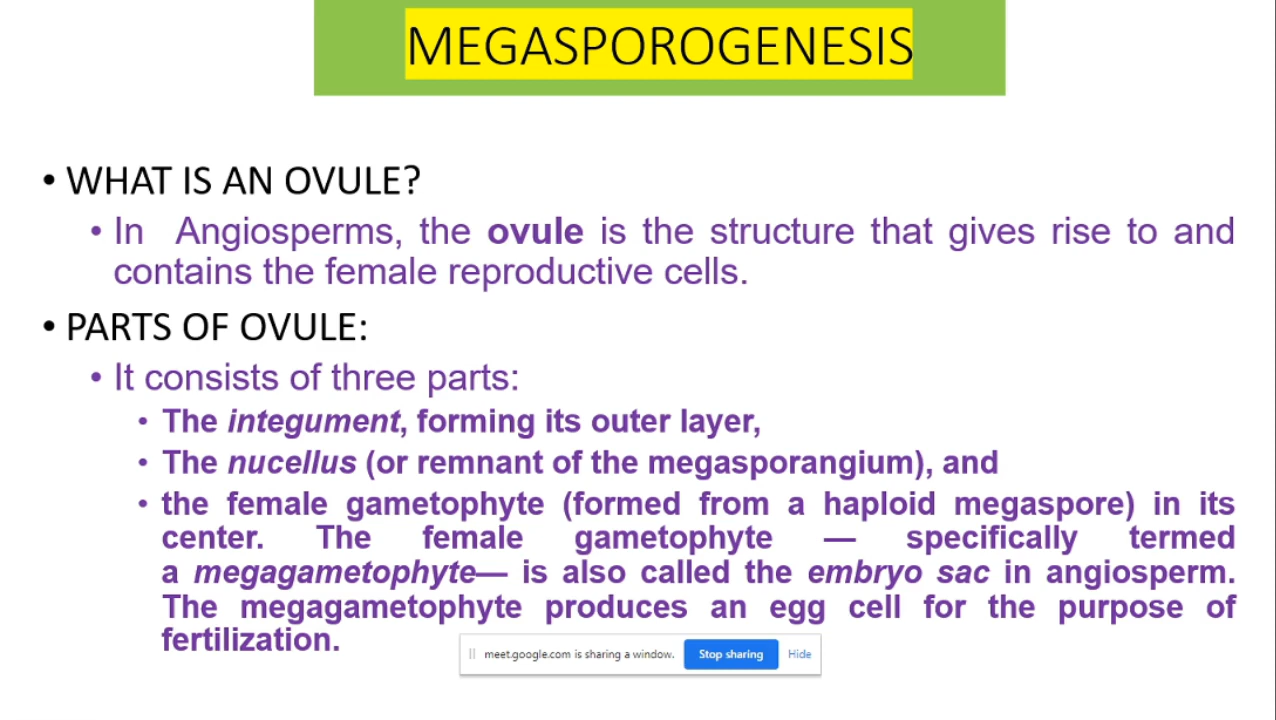 MEGASPOROGENESIS
• WHAT IS AN OVULE?
• In Angiosperms, the ovule is the structure that gives rise to and
contains the female reproductive cells.
• PARTS OF OVULE:
• It consists of three parts:
• The integument, forming its outer layer,
• The nucellus (or remnant of the megasporangium), and
• the female gametophyte (formed from a haploid megaspore) in its
center. The female gametophyte — specifically termed
a megagametophyte— is also called the embryo sac in angiosperm.
The megagametophyte produces an egg cell for the purpose of
fertilization.
meet.google.com is sharing a window. Stop sharing Hide